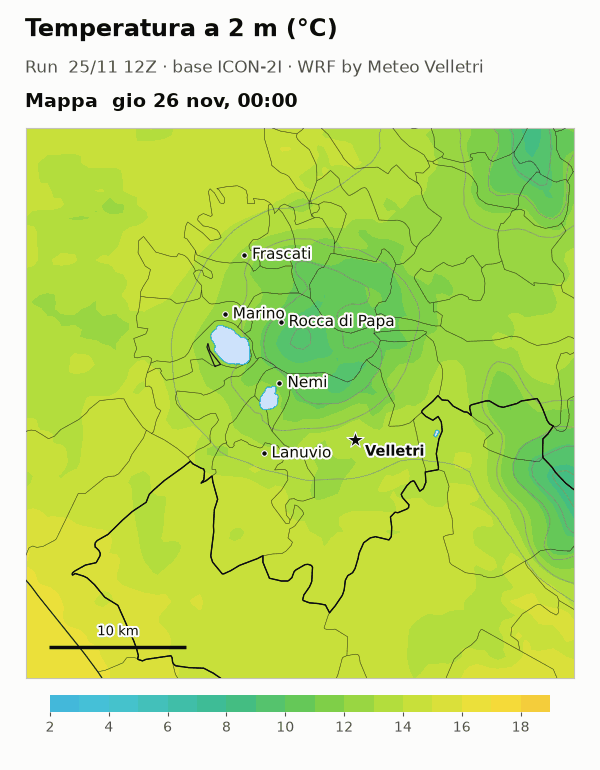 Temperatura a 2 m (°C)
Run  25/11 12Z · base ICON-2I · WRF by Meteo Velletri
Mappa  gio 26 nov, 00:00
Frascati
Marino
Rocca di Papa
Nemi
Velletri
Lanuvio
10 km
2 4 6 8 10 12 14 16 18